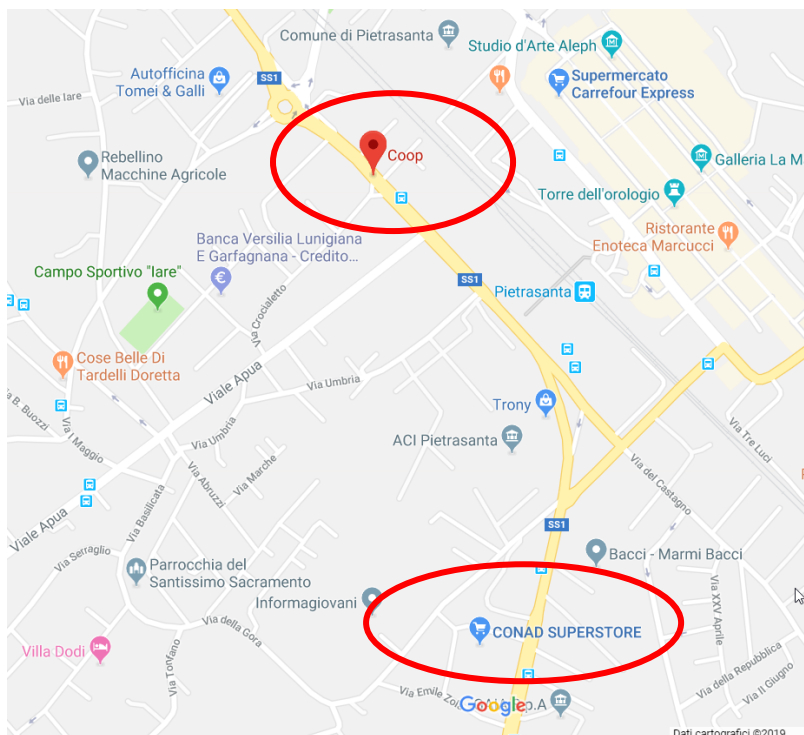 Comune di Pietrasanta
Studio d'Arte Aleph
Autofficina
Tomei & Galli
SS1
Supermercato
Carrefour Express
Via delle Iare
Coop
Rebellino
Macchine Agricole
Galleria La M
Torre dell'orologio
Ristorante
Enoteca Marcucci
Banca Versilia Lunigiana
E Garfagnana - Credito...
Campo Sportivo "Iare"
SS1
Pietrasanta
Via Crocialetto
Cose Belle Di
Tardelli Doretta
Viale Apua
Via Umbria
Trony
Via B. Buozzi
Via I Maggio
Via Umbria
ACI Pietrasanta
Via Tre Luci
Via Marche
Via Abruzzi
Via del Castagno
Via Basilicata
Viale Apua
SS1
Via Serraglio
Bacci - Marmi Bacci
Parrocchia del
Santissimo Sacramento
Informagiovani
Via XXV Aprile
Via della Gora
CONAD SUPERSTORE
Villa Dodi
Via Torvano
Via della Repubblica
Via II Giugno
Via Emile Zol
Google
p.A
Dati cartografici ©2019